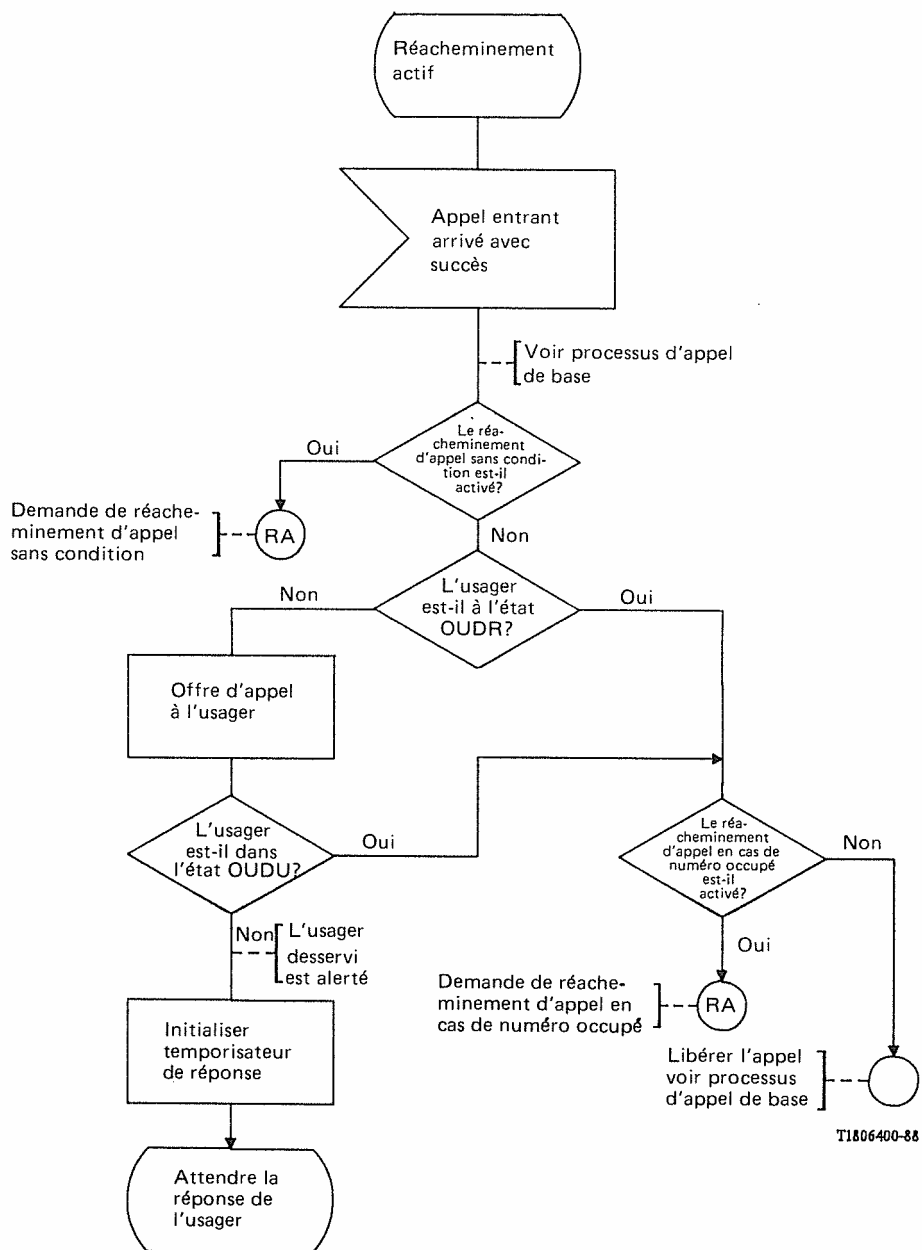 Réacheminement
actif
Appel entrant
arrivé avec
succès
Voir processus d'appel
de base
Le réa-
cheminement
d'appel sans condi-
tion est-il
activé?
Oui
Non
Demande de réache-
minement d'appel
sans condition
RA
L'usager
est-il à l'état
OUDR?
Non
Oui
Offre d'appel
à l'usager
L'usager
est-il dans
l'état OUDU?
Oui
Le réa-
cheminement
d'appel en cas de
numéro occupé
est-il
activé?
Non
Non
L'usager
desservi
est alerté
Oui
Demande de réache-
minement d'appel en
cas de numéro occupé
RA
Initialiser
temporisateur
de réponse
Libérer l'appel
voir processus
d'appel de base
T1806400-88
Attendre la
réponse de
l'usager